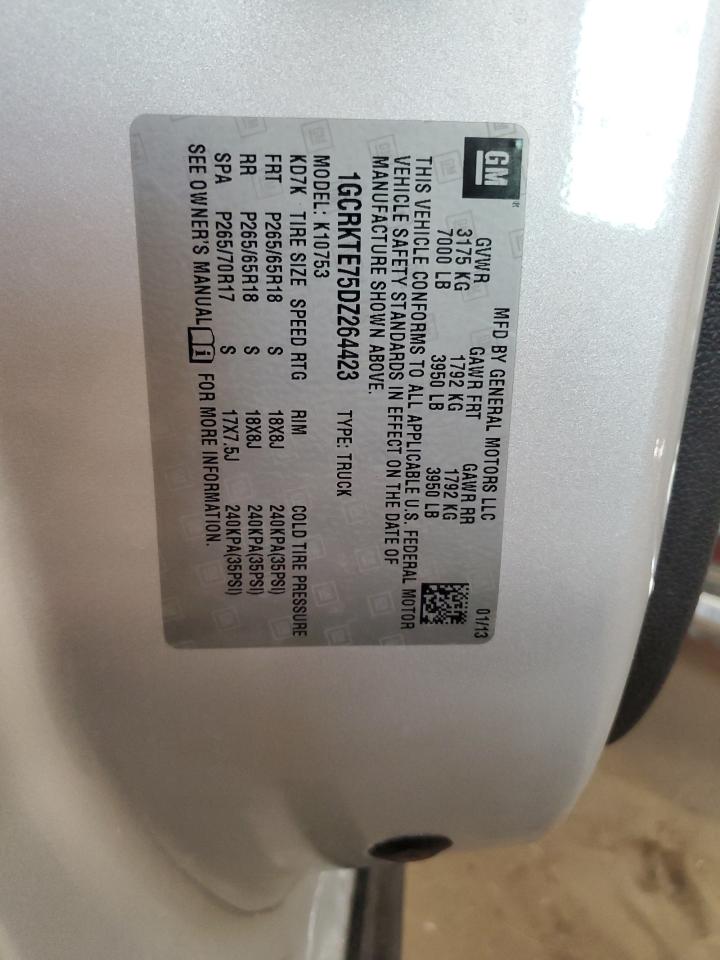 GM
MFD BY GENERAL MOTORS LLC 01/13
GVWR GAWR FRT GAWR RR
3175 KG 1792 KG 1792 KG
7000 LB 3950 LB 3950 LB
THIS VEHICLE CONFORMS TO ALL APPLICABLE U.S. FEDERAL MOTOR
VEHICLE SAFETY STANDARDS IN EFFECT ON THE DATE OF
MANUFACTURE SHOWN ABOVE.
1GCRKTE75DZ264423 TYPE: TRUCK
MODEL: K10753
KD7K TIRE SIZE SPEED RTG RIM COLD TIRE PRESSURE
FRT P265/65R18 S 18X8J 240KPA(35PSI)
RR P265/65R18 S 18X8J 240KPA(35PSI)
SPA P265/70R17 S 17X7.5J 240KPA(35PSI)
SEE OWNER'S MANUAL FOR MORE INFORMATION.